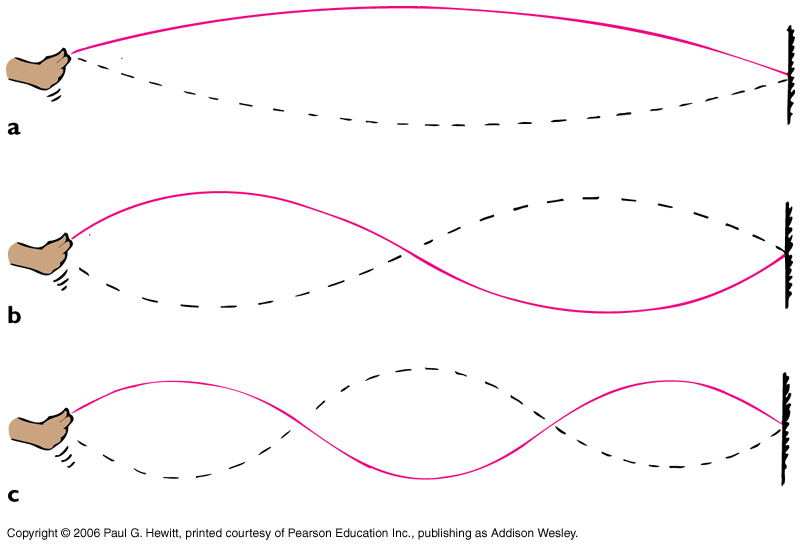 a
b
c
Copyright © 2006 Paul G. Hewitt, printed courtesy of Pearson Education Inc., publishing as Addison Wesley.